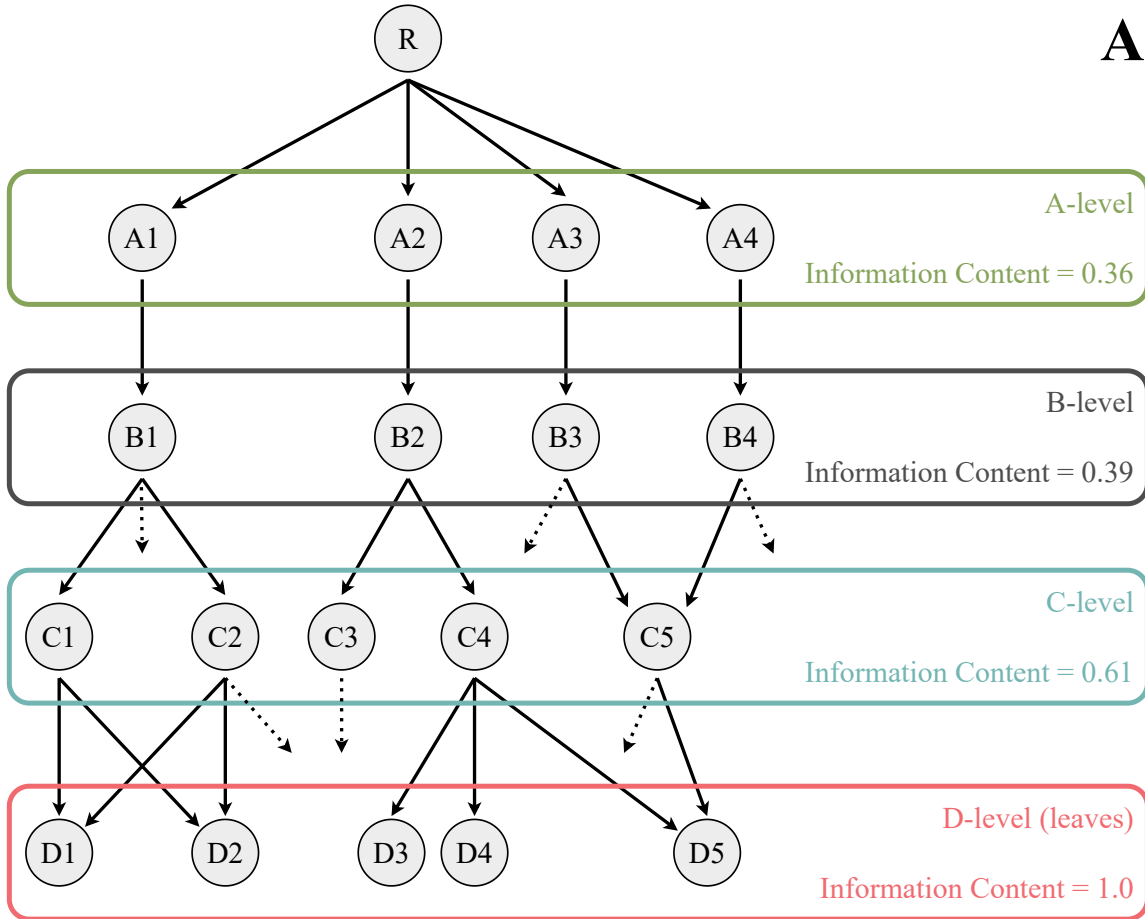 R
A
A-level
A1
A2
A3
A4
Information Content = 0.36
B-level
B1
B2
B3
B4
Information Content = 0.39
C-level
C1
C2
C3
C4
C5
Information Content = 0.61
D-level (leaves)
D1
D2
D3
D4
D5
Information Content = 1.0